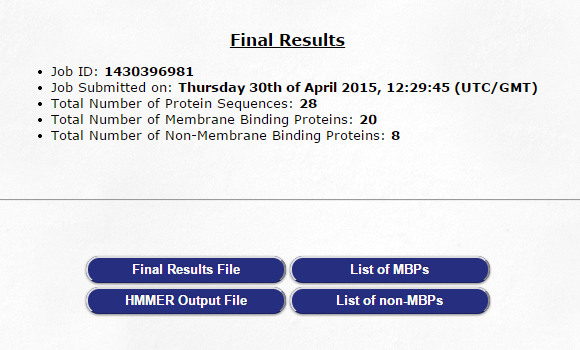 Final Results
• Job ID: 1430396981
• Job Submitted on: Thursday 30th of April 2015, 12:29:45 (UTC/GMT)
• Total Number of Protein Sequences: 28
• Total Number of Membrane Binding Proteins: 20
• Total Number of Non-Membrane Binding Proteins: 8
Final Results File
List of MBPs
HMMER Output File
List of non-MBPs